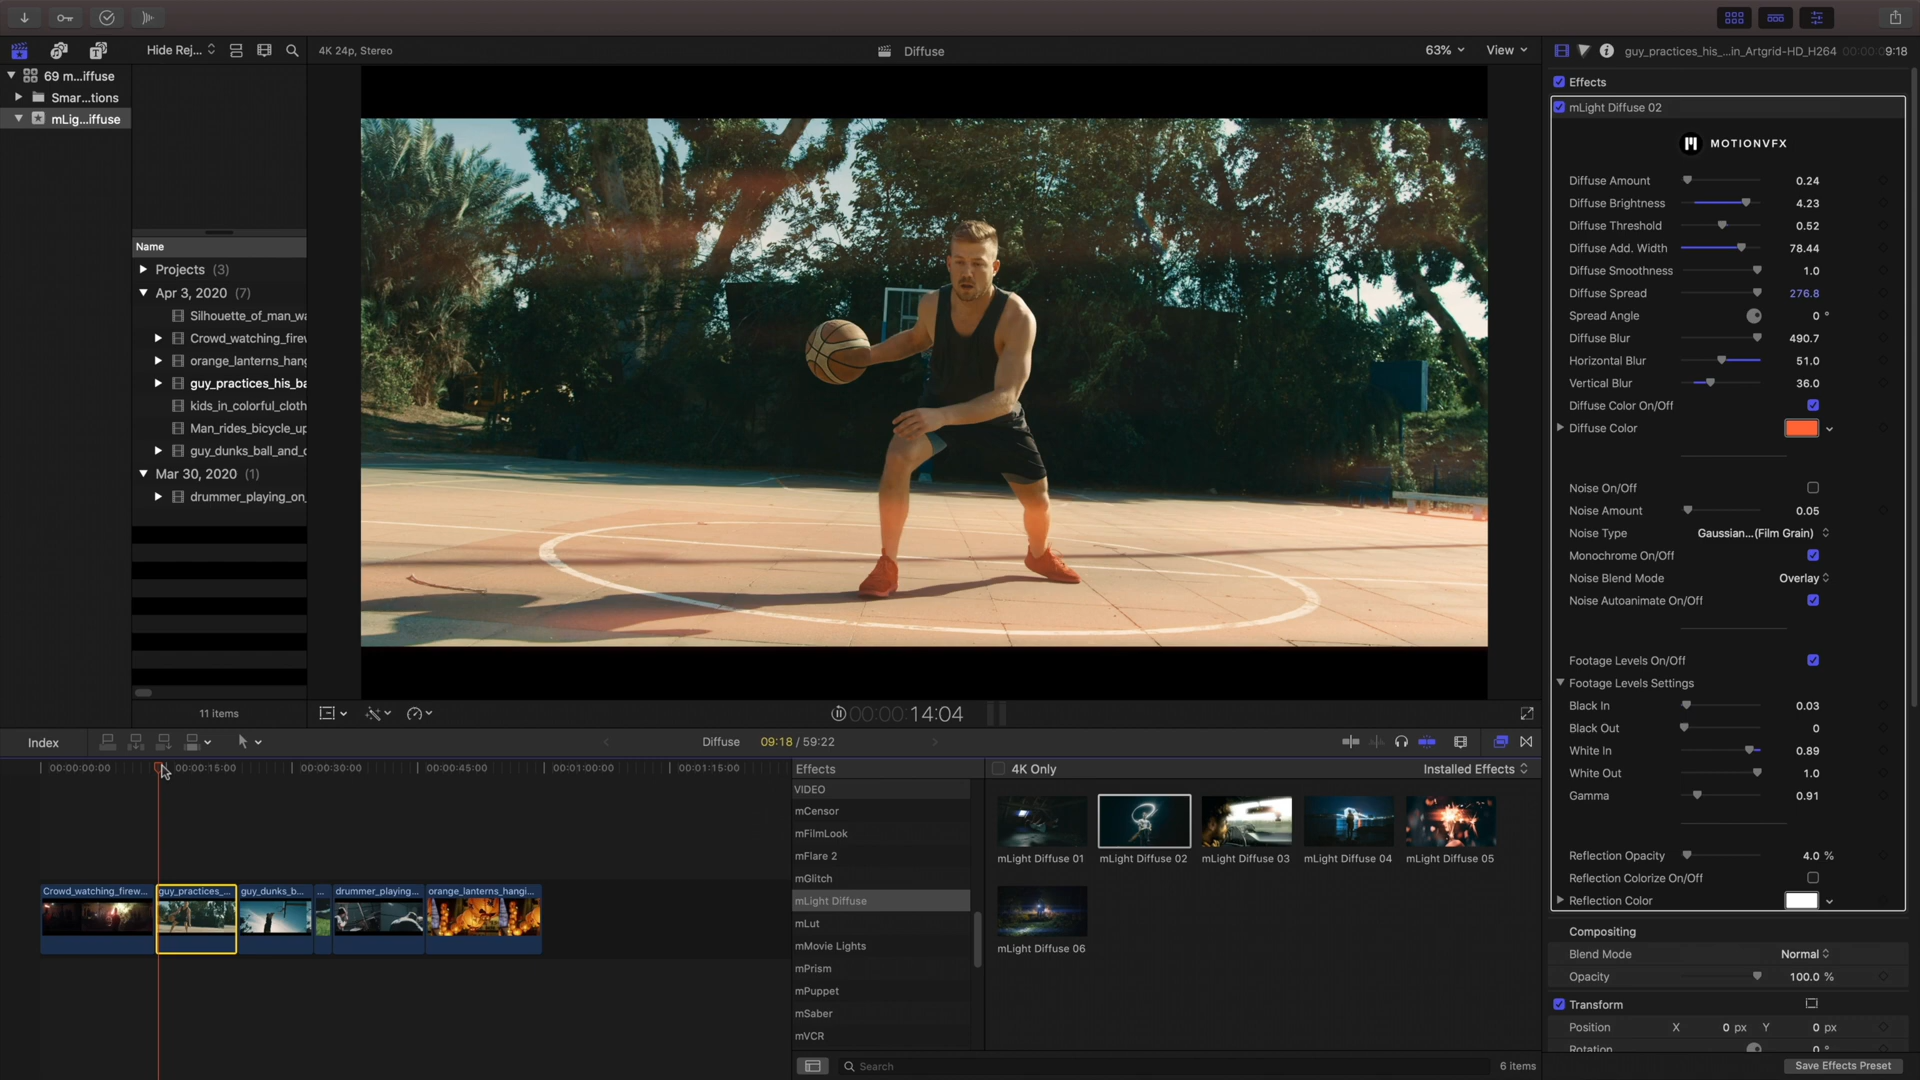 Hide Rej...
4K 24p, Stereo
Diffuse
63%
View
guy_practices_his_...in_Artgrid-HD_H264
00:00:09:18
69 m...iffuse
Smar...tions
mLig...iffuse
Name
Projects (3)
Apr 3, 2020 (7)
Silhouette_of_man_wa
Crowd_watching_firew
orange_lanterns_hang
guy_practices_his_ba
kids_in_colorful_cloth
Man_rides_bicycle_up
guy_dunks_ball_and_c
Mar 30, 2020 (1)
drummer_playing_on_
11 items
00:00:14:04
Effects
mLight Diffuse 02
MOTIONVFX
Diffuse Amount 0.24
Diffuse Brightness 4.23
Diffuse Threshold 0.52
Diffuse Add. Width 78.44
Diffuse Smoothness 1.0
Diffuse Spread 276.8
Spread Angle 0 °
Diffuse Blur 490.7
Horizontal Blur 51.0
Vertical Blur 36.0
Diffuse Color On/Off
Diffuse Color
Noise On/Off
Noise Amount 0.05
Noise Type Gaussian...(Film Grain)
Monochrome On/Off
Noise Blend Mode Overlay
Noise Autoanimate On/Off
Footage Levels On/Off
Footage Levels Settings
Black In 0.03
Black Out 0
White In 0.89
White Out 1.0
Gamma 0.91
Reflection Opacity 4.0 %
Reflection Colorize On/Off
Reflection Color
Compositing
Blend Mode Normal
Opacity 100.0 %
Transform
Position X 0 px Y 0 px
Rotation 0 °
Save Effects Preset
Index
Diffuse 09:18 / 59:22
00:00:00:00 00:00:15:00 00:00:30:00 00:00:45:00 00:01:00:00 00:01:15:00
Crowd_watching_firew... guy_practices_... guy_dunks_b... ... drummer_playing... orange_lanterns_hangi...
Effects
VIDEO
mCensor
mFilmLook
mFlare 2
mGlitch
mLight Diffuse
mLut
mMovie Lights
mPrism
mPuppet
mSaber
mVCR
4K Only
Installed Effects
mLight Diffuse 01 mLight Diffuse 02 mLight Diffuse 03 mLight Diffuse 04 mLight Diffuse 05
mLight Diffuse 06
Search
6 items